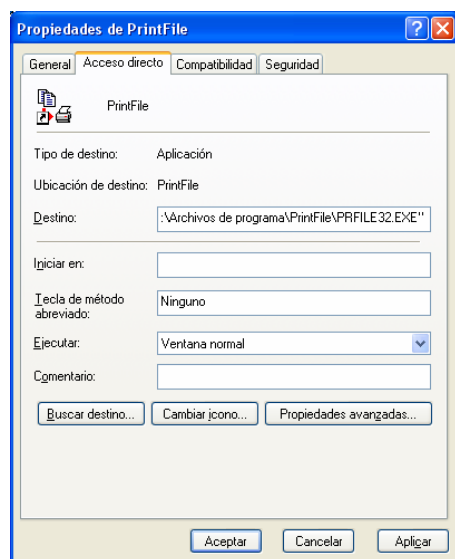 Propiedades de PrintFile
General Acceso directo Compatibilidad Seguridad
PrintFile
Tipo de destino: Aplicación
Ubicación de destino: PrintFile
Destino: :\Archivos de programa\PrintFile\PRFILE32.EXE"
Iniciar en:
Tecla de método abreviado: Ninguno
Ejecutar: Ventana normal
Comentario:
Buscar destino... Cambiar icono... Propiedades avanzadas...
Aceptar Cancelar Aplicar